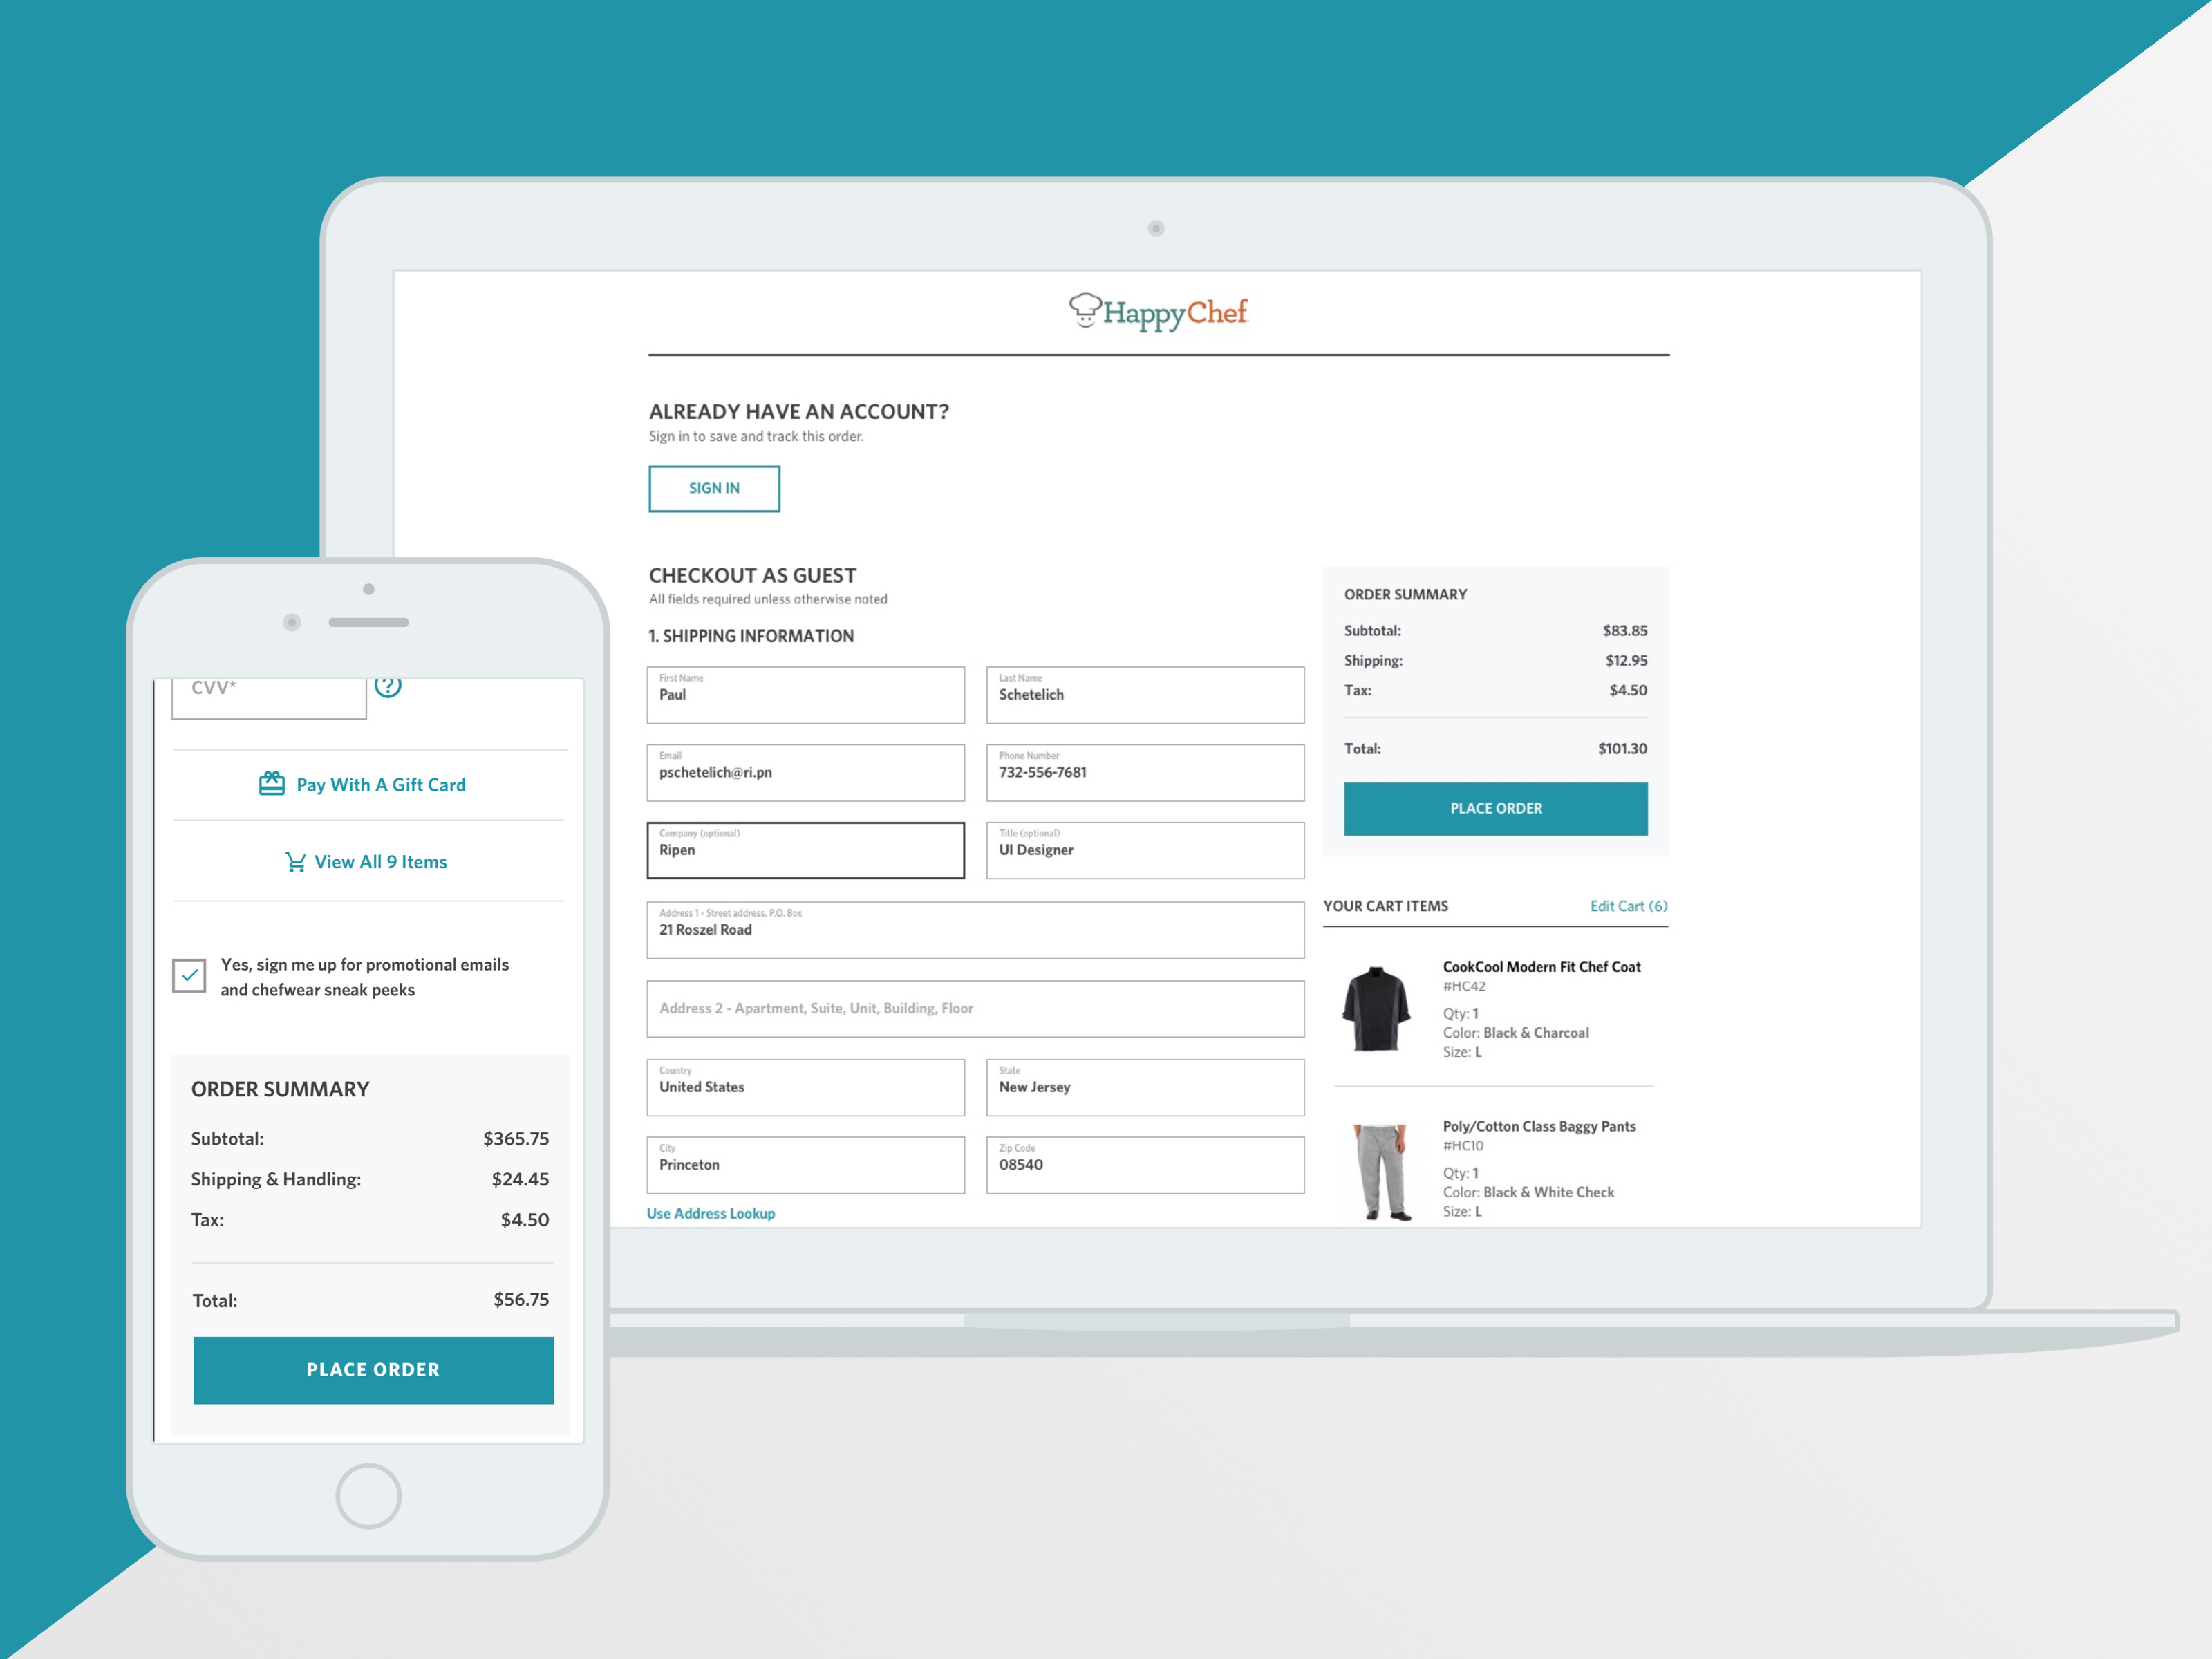 HappyChef
ALREADY HAVE AN ACCOUNT?
Sign in to save and track this order.
SIGN IN
CHECKOUT AS GUEST
All fields required unless otherwise noted
1. SHIPPING INFORMATION
First Name
Paul
Last Name
Schetelich
Email
pschetelich@ri.pn
Phone Number
732-556-7681
Company (optional)
Ripen
Title (optional)
UI Designer
Address 1 - Street address, P.O. Box
21 Roszel Road
Address 2 - Apartment, Suite, Unit, Building, Floor
Country
United States
State
New Jersey
City
Princeton
Zip Code
08540
Use Address Lookup
ORDER SUMMARY
Subtotal: $83.85
Shipping: $12.95
Tax: $4.50
Total: $101.30
PLACE ORDER
YOUR CART ITEMS Edit Cart (6)
CookCool Modern Fit Chef Coat
#HC42
Qty: 1
Color: Black & Charcoal
Size: L
Poly/Cotton Class Baggy Pants
#HC10
Qty: 1
Color: Black & White Check
Size: L
CVV* ?
Pay With A Gift Card
View All 9 Items
Yes, sign me up for promotional emails
and chefwear sneak peeks
ORDER SUMMARY
Subtotal: $365.75
Shipping & Handling: $24.45
Tax: $4.50
Total: $56.75
PLACE ORDER